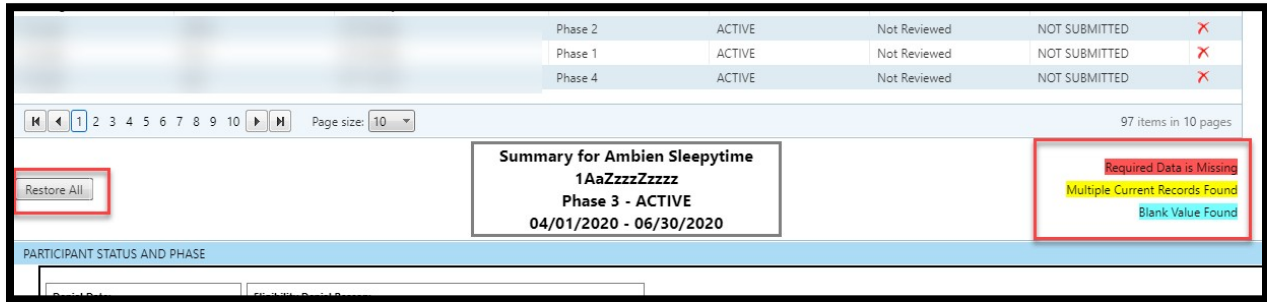 Phase 2 ACTIVE Not Reviewed NOT SUBMITTED
Phase 1 ACTIVE Not Reviewed NOT SUBMITTED
Phase 4 ACTIVE Not Reviewed NOT SUBMITTED
1 2 3 4 5 6 7 8 9 10 Page size: 10 97 items in 10 pages
Restore All
Summary for Ambien Sleepytime
1AaZzzzZzzzz
Phase 3 - ACTIVE
04/01/2020 - 06/30/2020
Required Data is Missing
Multiple Current Records Found
Blank Value Found
PARTICIPANT STATUS AND PHASE